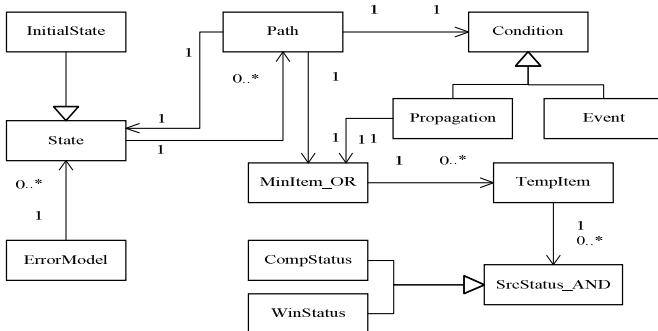 InitialState
Path
1
1
Condition
1
0..*
1
1
State
1
Propagation
Event
1
1
1
0..*
1
MinItem_OR
1
0..*
TempItem
1
0..*
ErrorModel
CompStatus
WinStatus
SrcStatus_AND